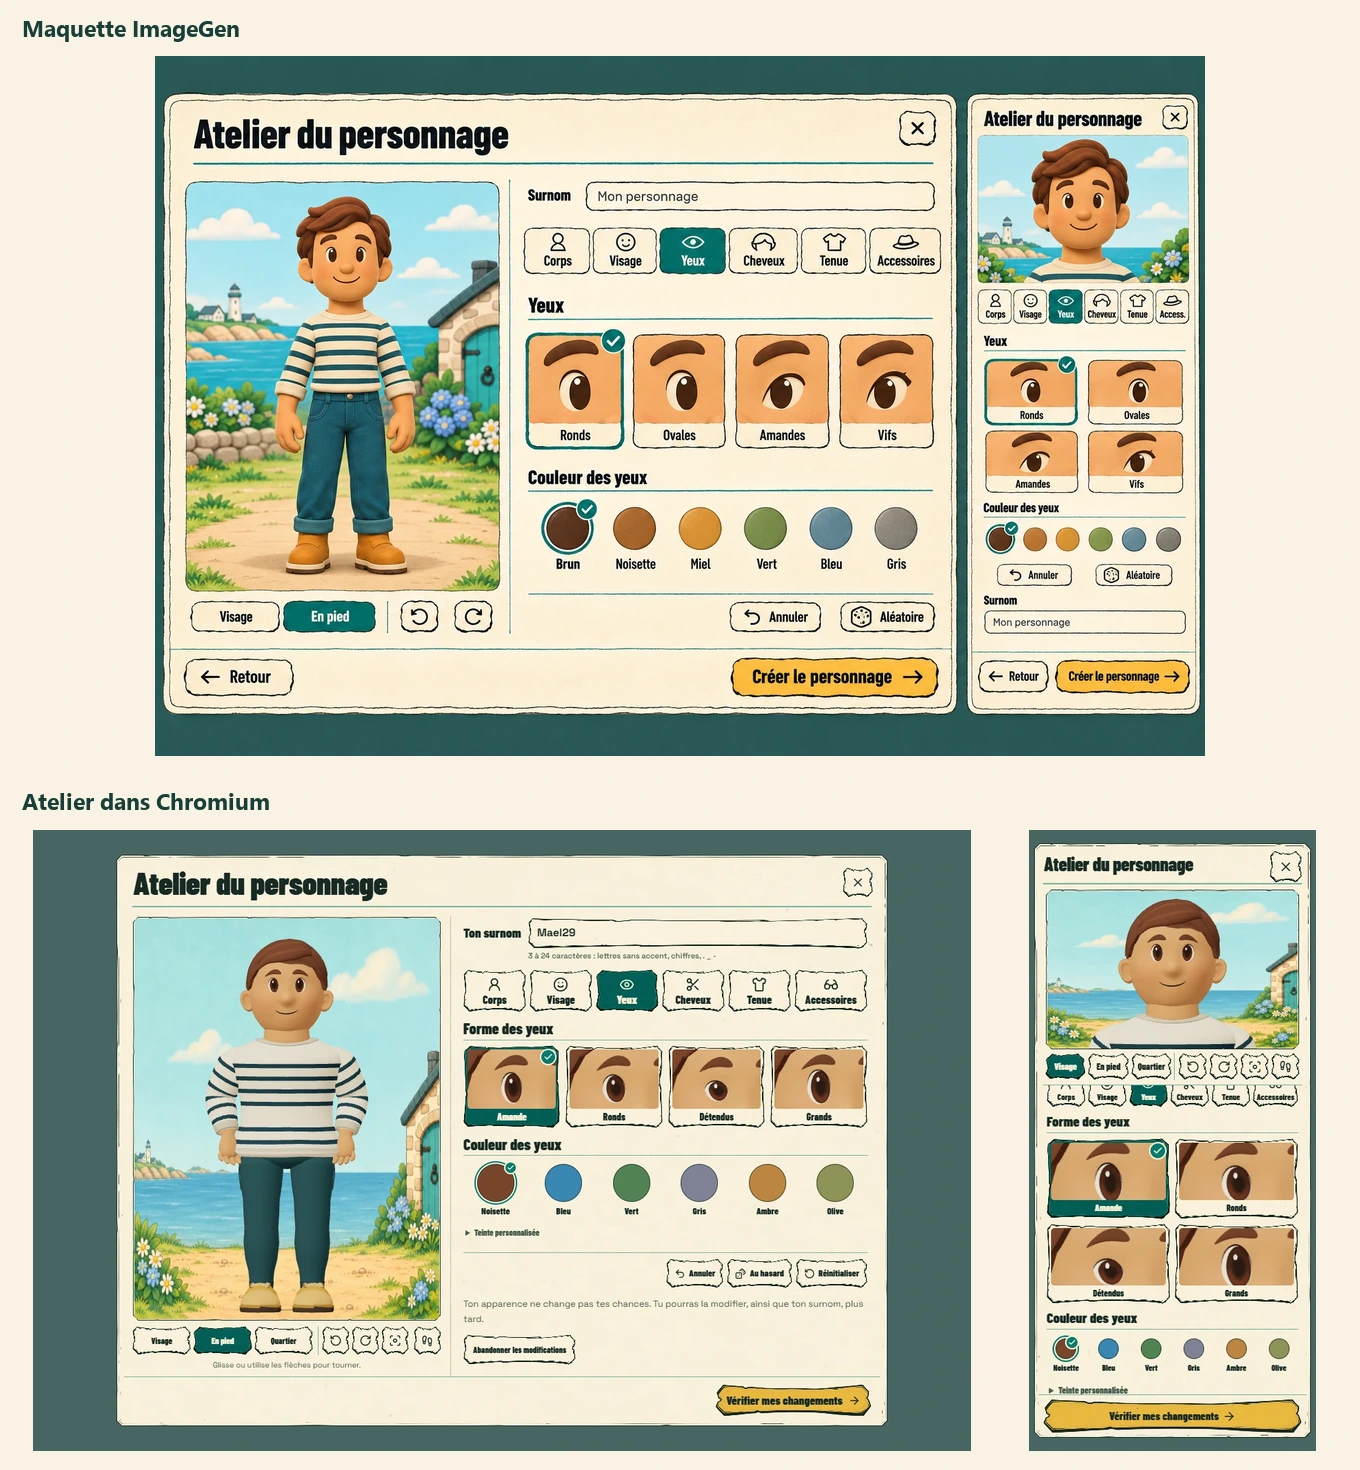 Maquette ImageGen
Atelier du personnage
Surnom
Mon personnage
Corps
Visage
Yeux
Cheveux
Tenue
Accessoires
Yeux
Ronds
Ovales
Amandes
Vifs
Couleur des yeux
Brun
Noisette
Miel
Vert
Bleu
Gris
Visage
En pied
Annuler
Aléatoire
Retour
Créer le personnage
Atelier du personnage
Corps
Visage
Yeux
Cheveux
Tenue
Access.
Yeux
Ronds
Ovales
Amandes
Vifs
Couleur des yeux
Annuler
Aléatoire
Surnom
Mon personnage
Retour
Créer le personnage
Atelier dans Chromium
Atelier du personnage
Ton surnom
Mael29
3 à 24 caractères : lettres sans accent, chiffres, . _ -
Corps
Visage
Yeux
Cheveux
Tenue
Accessoires
Forme des yeux
Amande
Ronds
Détendus
Grands
Couleur des yeux
Noisette
Bleu
Vert
Gris
Ambre
Olive
Teinte personnalisée
Annuler
Au hasard
Réinitialiser
Ton apparence ne change pas tes chances. Tu pourras la modifier, ainsi que ton surnom, plus
tard.
Abandonner les modifications
Visage
En pied
Quartier
Glisse ou utilise les flèches pour tourner.
Vérifier mes changements
Atelier du personnage
Visage
En pied
Quartier
Corps
Visage
Yeux
Cheveux
Tenue
Accessoires
Forme des yeux
Amande
Ronds
Détendus
Grands
Couleur des yeux
Noisette
Bleu
Vert
Gris
Ambre
Olive
Teinte personnalisée
Vérifier mes changements